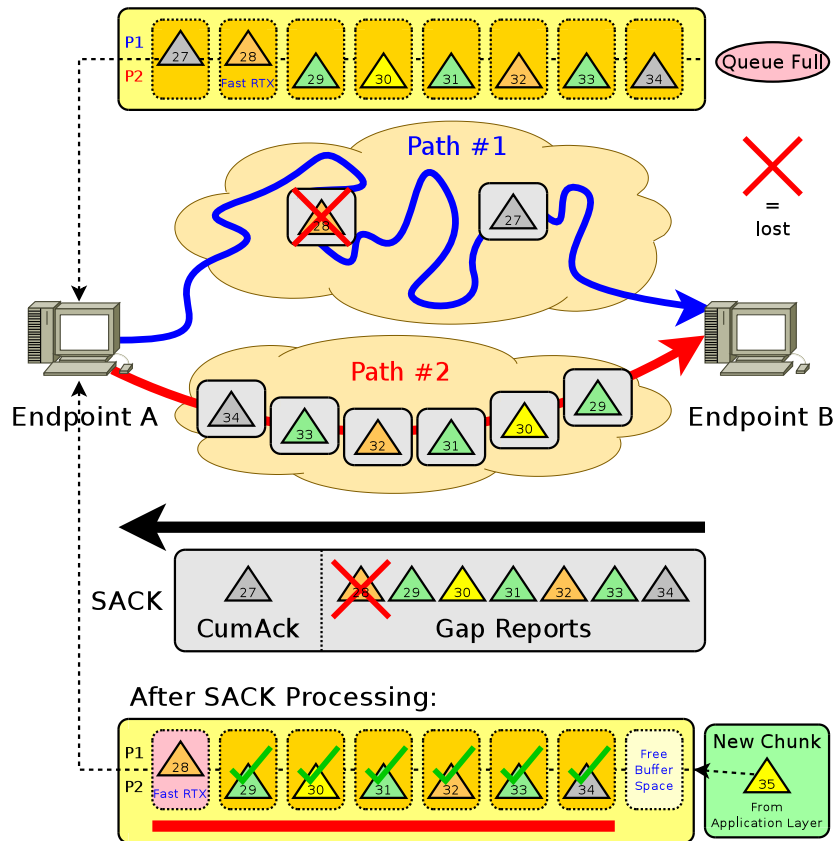 P1
P2
27
28
Fast RTX
29
30
31
32
33
34
Queue Full
Path #1
28
27
=
lost
Path #2
34
33
32
31
30
29
Endpoint A
Endpoint B
SACK
27
CumAck
28
29
30
31
32
33
34
Gap Reports
After SACK Processing:
P1
P2
28
Fast RTX
29
30
31
32
33
34
Free
Buffer
Space
New Chunk
35
From
Application Layer